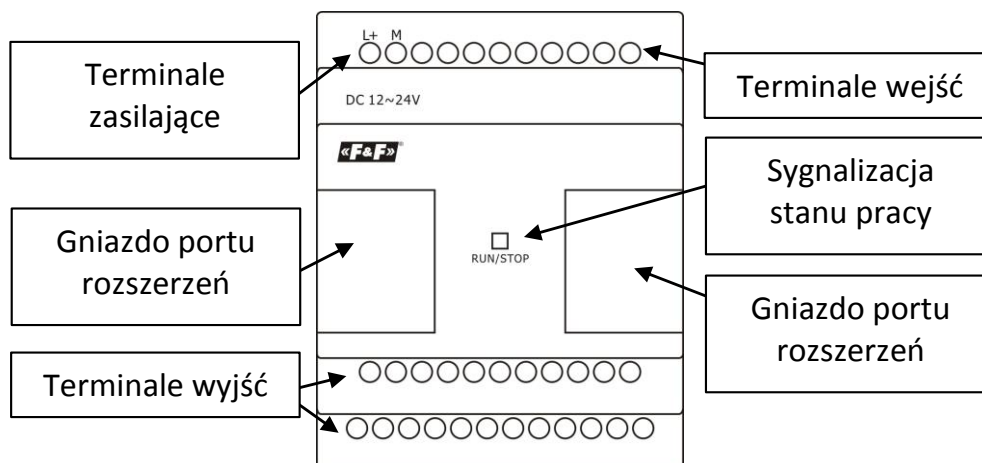 Terminale
zasilające
Gniazdo portu
rozszerzeń
Terminale wyjść
L+ M
DC 12~24V
«F&F»®
RUN/STOP
Terminale wejść
Sygnalizacja
stanu pracy
Gniazdo portu
rozszerzeń